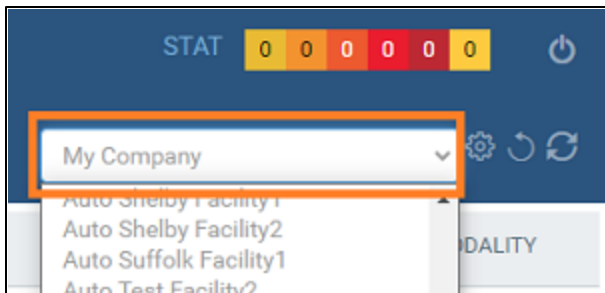 STAT 0 0 0 0 0 0
My Company
Auto Shelby Facility1
Auto Shelby Facility2
Auto Suffolk Facility1
Auto Test Facility2
DALITY